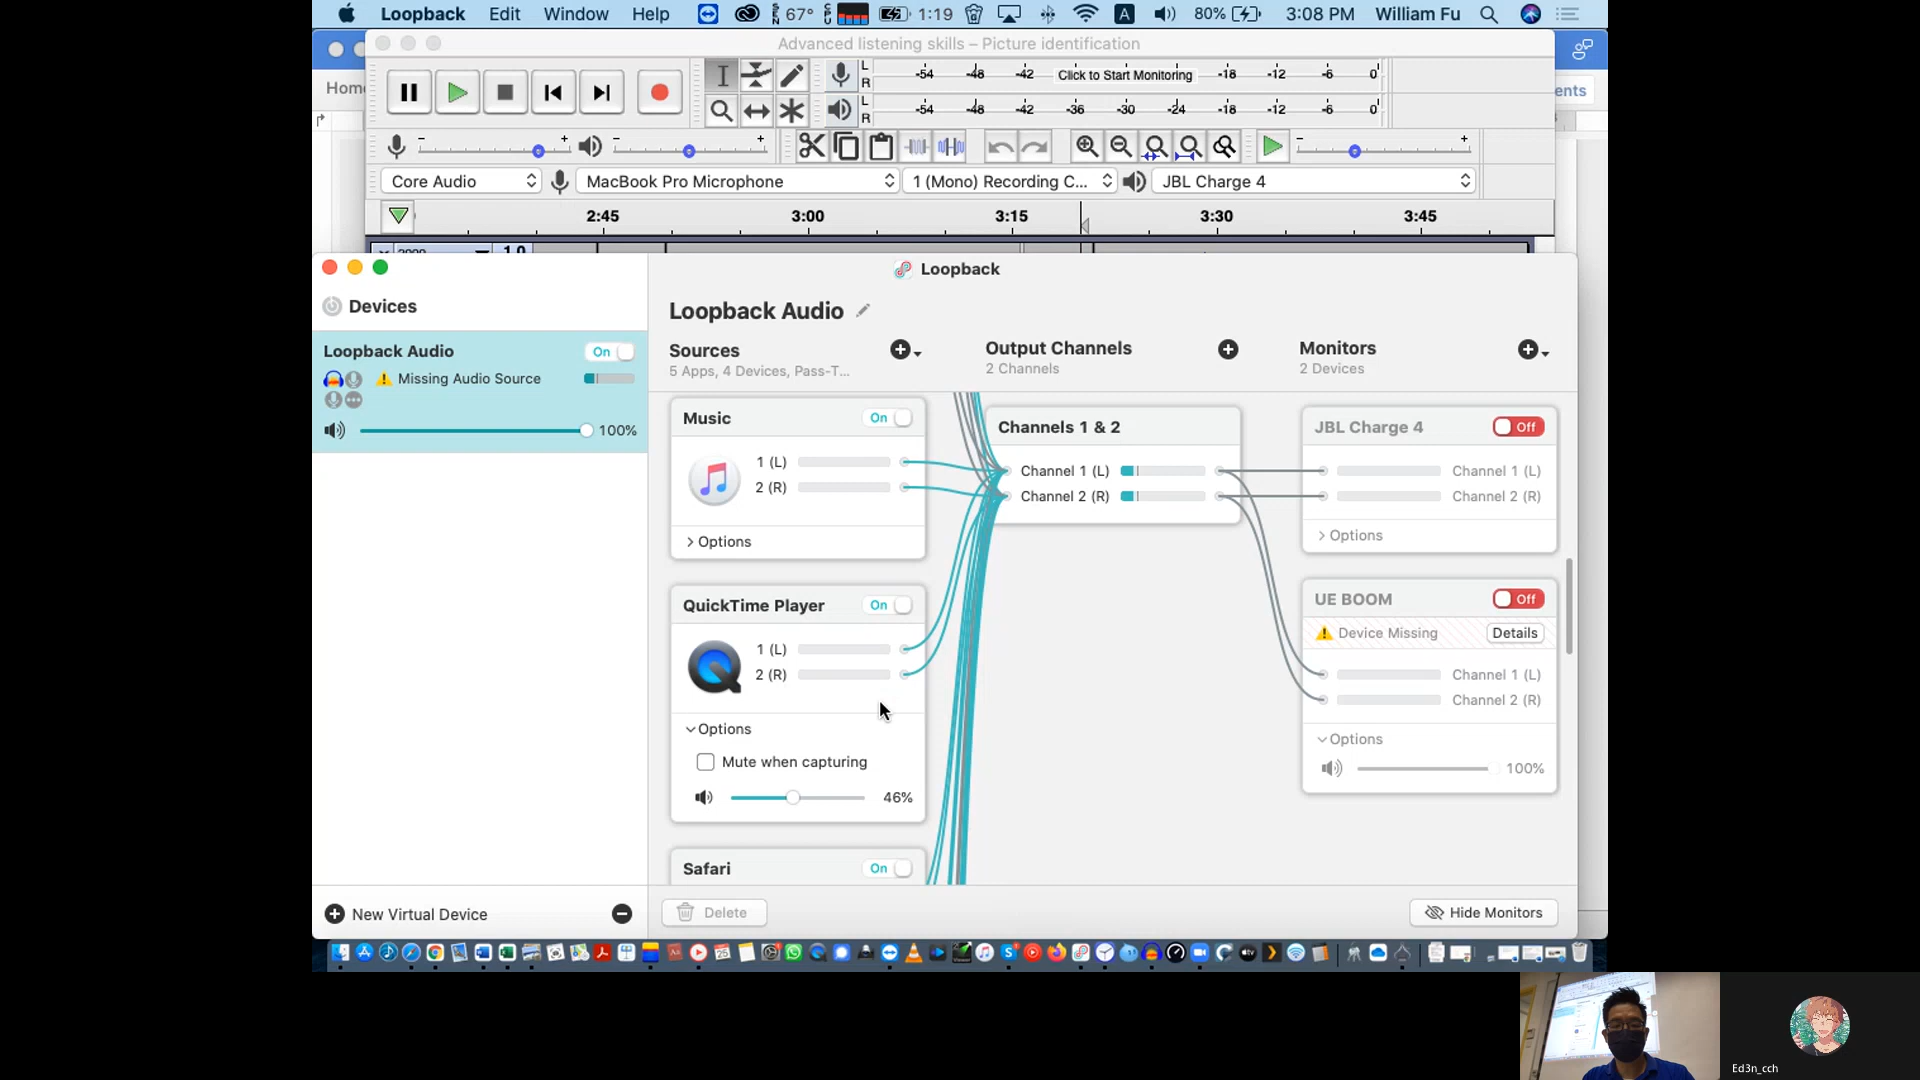 Loopback Edit Window Help 67° 1:19 A 80% 3:08 PM William Fu
Advanced listening skills – Picture identification
Home
L
R
-54 -48 -42 Click to Start Monitoring -18 -12 -6 0
L
R
-54 -48 -42 -36 -30 -24 -18 -12 -6 0
- + - + - +
Core Audio MacBook Pro Microphone 1 (Mono) Recording C... JBL Charge 4
2:45 3:00 3:15 3:30 3:45
1.0
Loopback
Devices
Loopback Audio On
Missing Audio Source
100%
New Virtual Device
Loopback Audio
Sources
5 Apps, 4 Devices, Pass-T...
Output Channels
2 Channels
Monitors
2 Devices
Music On
1 (L)
2 (R)
Options
QuickTime Player On
1 (L)
2 (R)
Options
Mute when capturing
46%
Safari On
Channels 1 & 2
Channel 1 (L)
Channel 2 (R)
JBL Charge 4 Off
Channel 1 (L)
Channel 2 (R)
Options
UE BOOM Off
Device Missing Details
Channel 1 (L)
Channel 2 (R)
Options
100%
Delete
Hide Monitors
Ed3n_cch